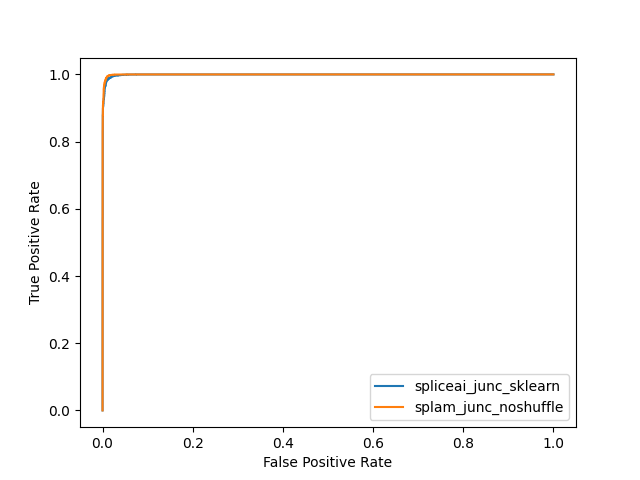 1.0
0.8
0.6
0.4
0.2
0.0
True Positive Rate
0.0 0.2 0.4 0.6 0.8 1.0
False Positive Rate
spliceai_junc_sklearn
splam_junc_noshuffle